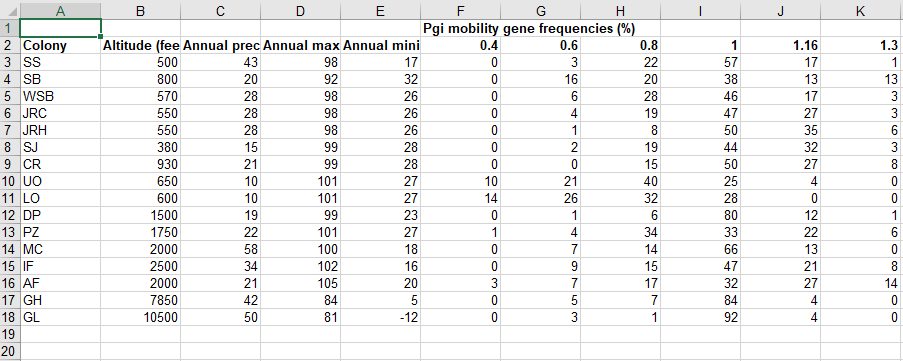 A B C D E F G H I J K
1 Pgi mobility gene frequencies (%)
2 Colony Altitude (fee Annual prec Annual max Annual mini 0.4 0.6 0.8 1 1.16 1.3
3 SS 500 43 98 17 0 3 22 57 17 1
4 SB 800 20 92 32 0 16 20 38 13 13
5 WSB 570 28 98 26 0 6 28 46 17 3
6 JRC 550 28 98 26 0 4 19 47 27 3
7 JRH 550 28 98 26 0 1 8 50 35 6
8 SJ 380 15 99 28 0 2 19 44 32 3
9 CR 930 21 99 28 0 0 15 50 27 8
10 UO 650 10 101 27 10 21 40 25 4 0
11 LO 600 10 101 27 14 26 32 28 0 0
12 DP 1500 19 99 23 0 1 6 80 12 1
13 PZ 1750 22 101 27 1 4 34 33 22 6
14 MC 2000 58 100 18 0 7 14 66 13 0
15 IF 2500 34 102 16 0 9 15 47 21 8
16 AF 2000 21 105 20 3 7 17 32 27 14
17 GH 7850 42 84 5 0 5 7 84 4 0
18 GL 10500 50 81 -12 0 3 1 92 4 0
19
20